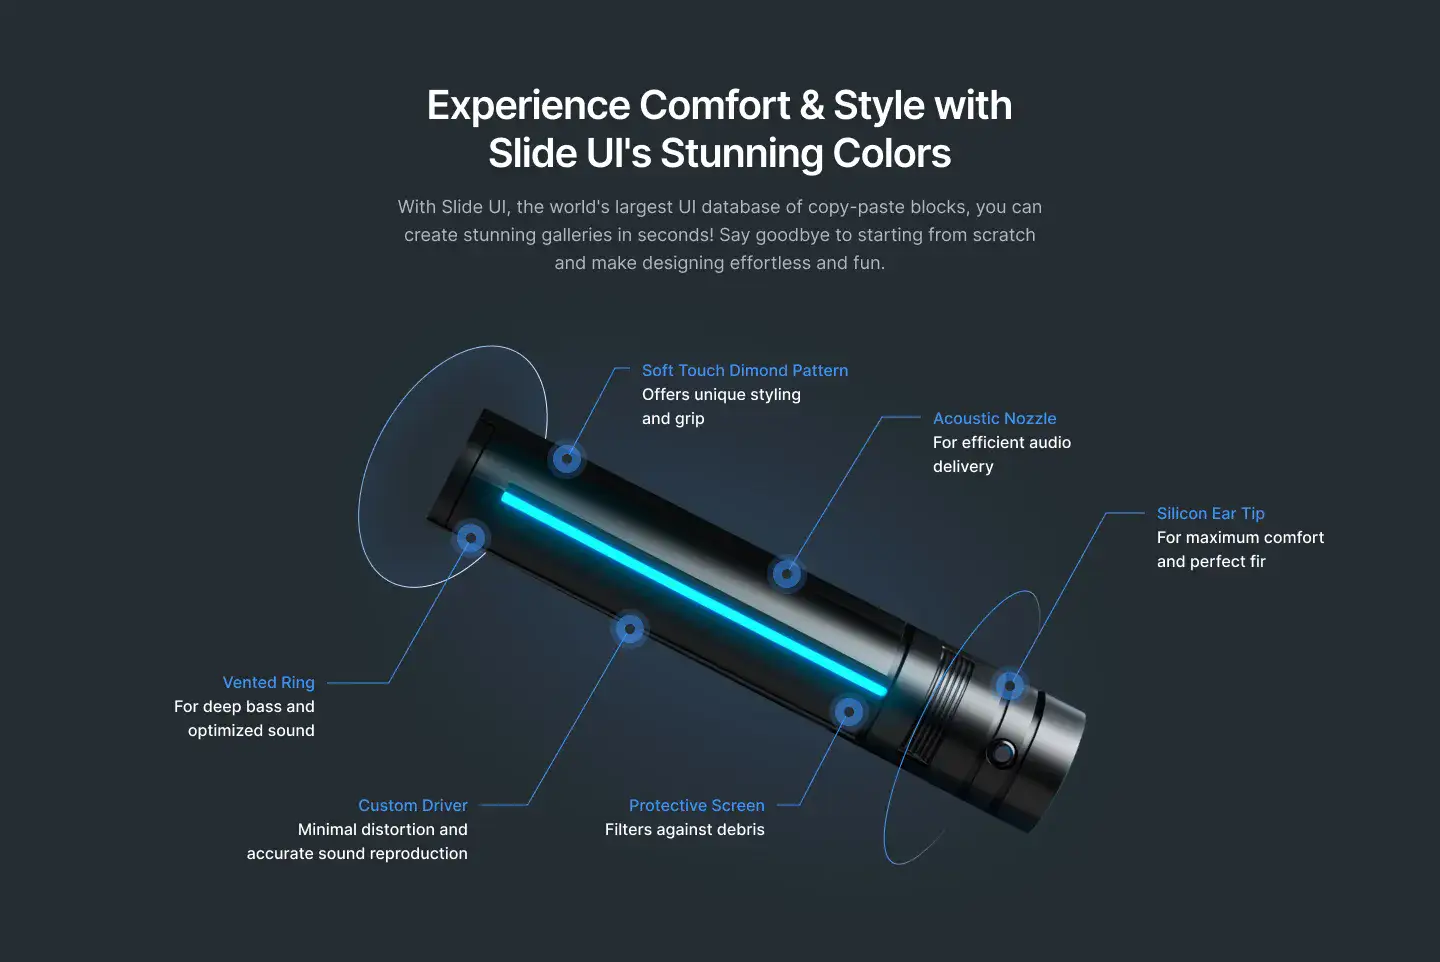 Experience Comfort & Style with
Slide UI's Stunning Colors
With Slide UI, the world's largest UI database of copy-paste blocks, you can
create stunning galleries in seconds! Say goodbye to starting from scratch
and make designing effortless and fun.
Soft Touch Dimond Pattern
Offers unique styling
and grip
Acoustic Nozzle
For efficient audio
delivery
Silicon Ear Tip
For maximum comfort
and perfect fir
Vented Ring
For deep bass and
optimized sound
Custom Driver
Minimal distortion and
accurate sound reproduction
Protective Screen
Filters against debris